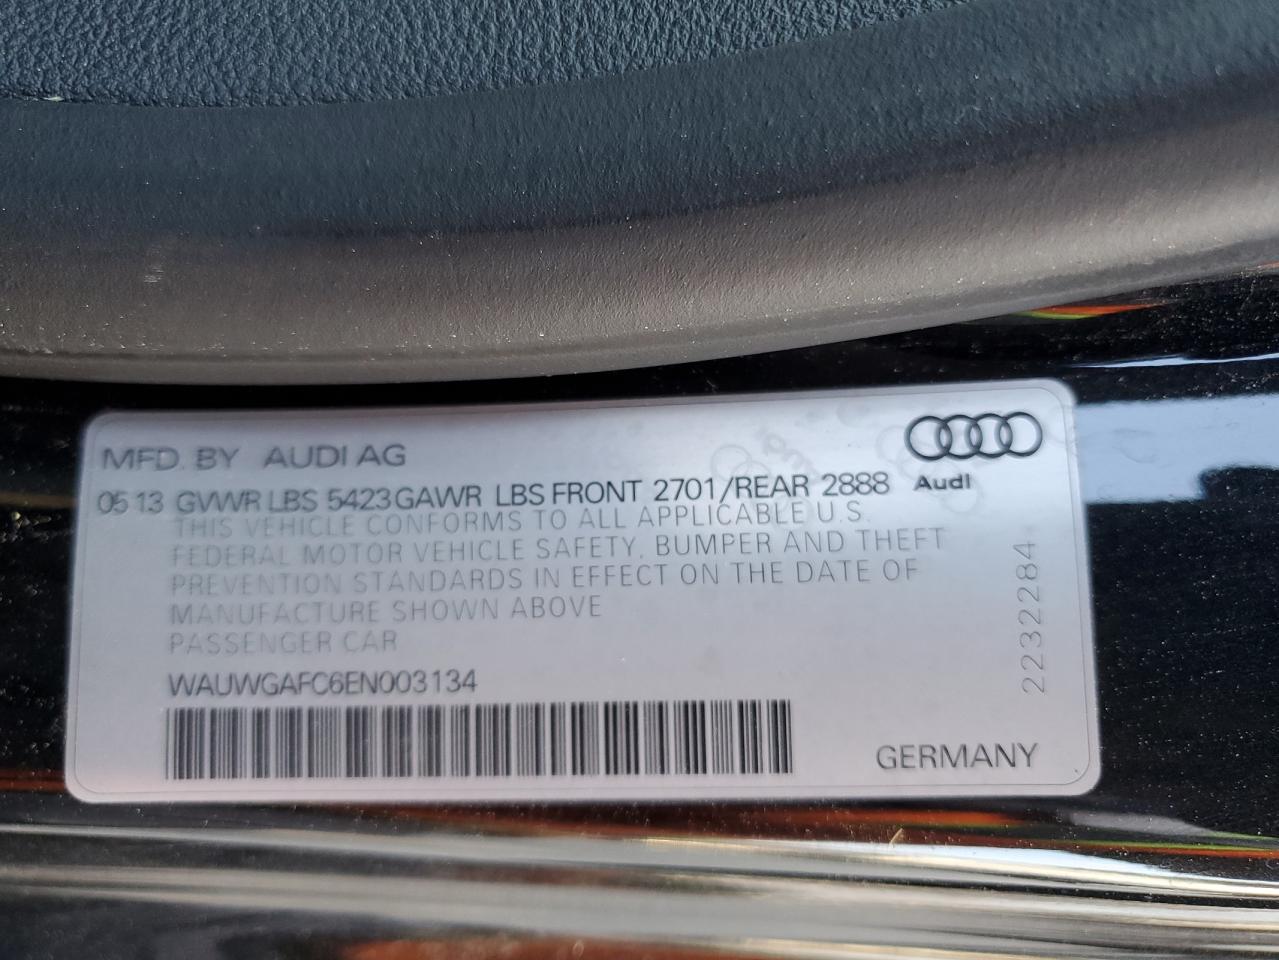 MFD. BY AUDI AG
Audi
05 13 GVWR LBS 5423 GAWR LBS FRONT 2701/REAR 2888
THIS VEHICLE CONFORMS TO ALL APPLICABLE U.S.
FEDERAL MOTOR VEHICLE SAFETY, BUMPER AND THEFT
PREVENTION STANDARDS IN EFFECT ON THE DATE OF
MANUFACTURE SHOWN ABOVE
PASSENGER CAR
WAUWGAFC6EN003134
GERMANY
2232284